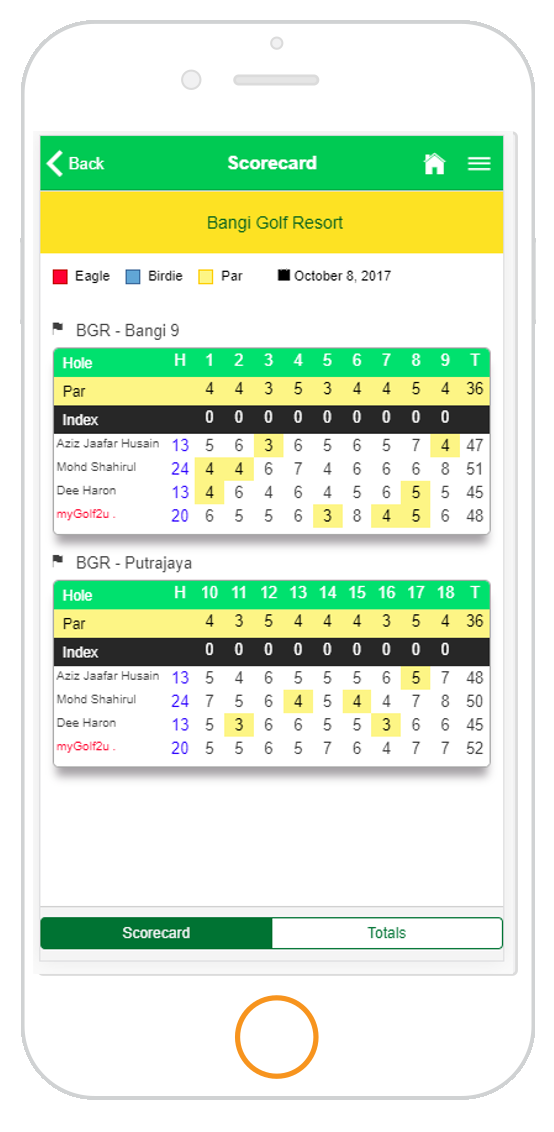 Back Scorecard
Bangi Golf Resort
Eagle Birdie Par October 8, 2017
BGR - Bangi 9
Hole H 1 2 3 4 5 6 7 8 9 T
Par 4 4 3 5 3 4 4 5 4 36
Index 0 0 0 0 0 0 0 0 0
Aziz Jaafar Husain 13 5 6 3 6 5 6 5 7 4 47
Mohd Shahirul 24 4 4 6 7 4 6 6 6 8 51
Dee Haron 13 4 6 4 6 4 5 6 5 5 45
myGolf2u . 20 6 5 5 6 3 8 4 5 6 48
BGR - Putrajaya
Hole H 10 11 12 13 14 15 16 17 18 T
Par 4 3 5 4 4 4 3 5 4 36
Index 0 0 0 0 0 0 0 0 0
Aziz Jaafar Husain 13 5 4 6 5 5 5 6 5 7 48
Mohd Shahirul 24 7 5 6 4 5 4 4 7 8 50
Dee Haron 13 5 3 6 6 5 5 3 6 6 45
myGolf2u . 20 5 5 6 5 7 6 4 7 7 52
Scorecard Totals